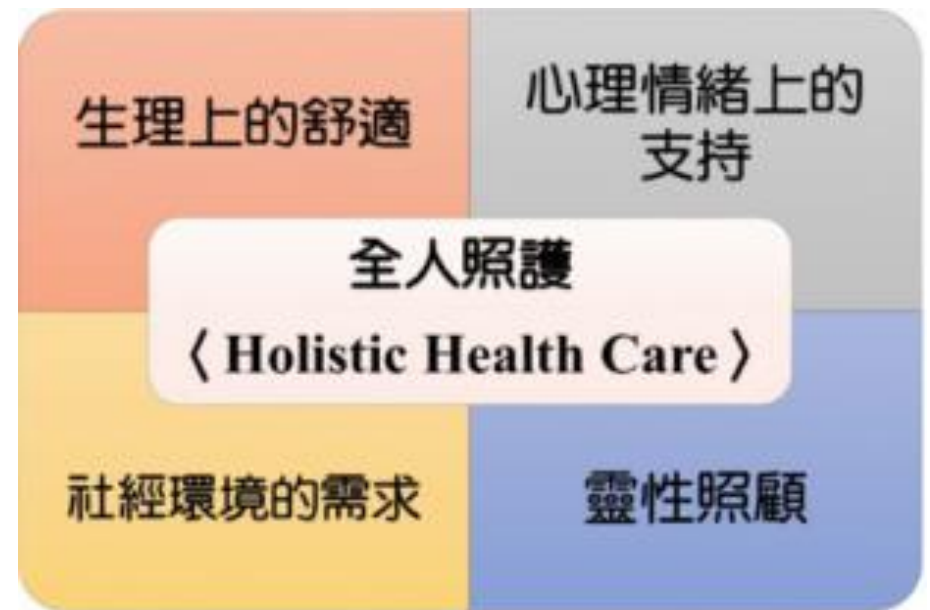 生理上的舒適
心理情緒上的
支持
全人照護
〈 Holistic Health Care 〉
社經環境的需求
靈性照顧